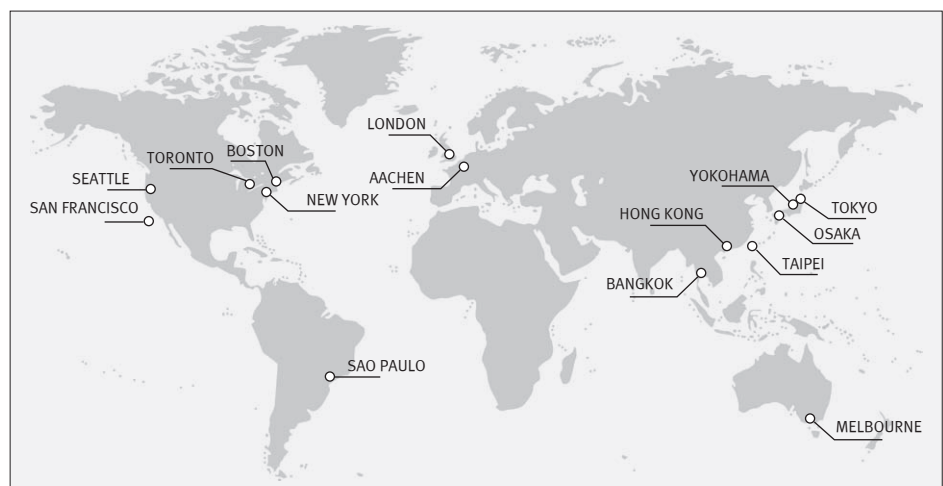 LONDON
BOSTON
TORONTO
AACHEN
YOKOHAMA
SEATTLE
NEW YORK
SAN FRANCISCO
TOKYO
HONG KONG
OSAKA
TAIPEI
BANGKOK
SAO PAULO
MELBOURNE